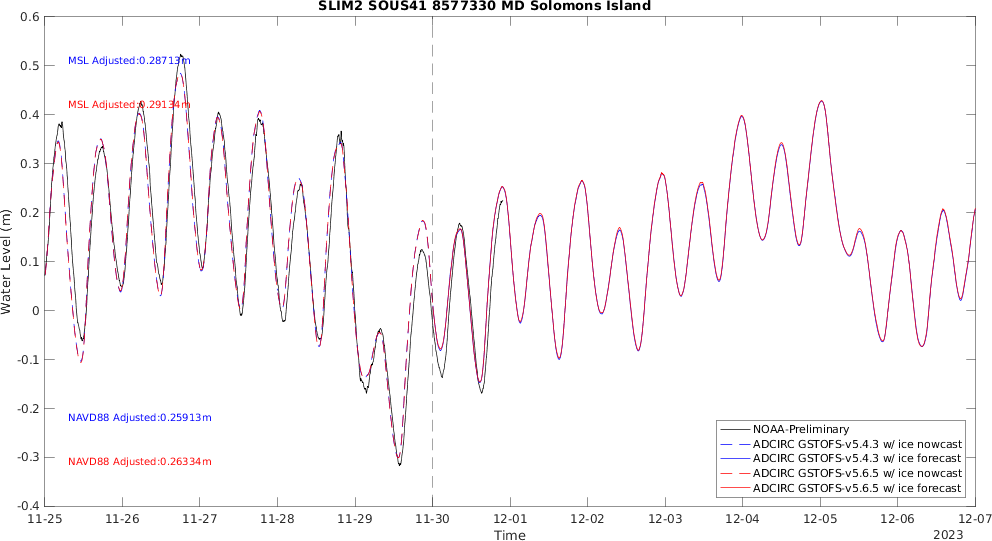 SLIM2 SOUS41 8577330 MD Solomons Island
0.6
0.5
0.4
0.3
0.2
0.1
0
-0.1
-0.2
-0.3
-0.4
Water Level (m)
MSL Adjusted:0.28713m
MSL Adjusted:0.29134m
NAVD88 Adjusted:0.25913m
NAVD88 Adjusted:0.26334m
NOAA-Preliminary
ADCIRC GSTOFS-v5.4.3 w/ ice nowcast
ADCIRC GSTOFS-v5.4.3 w/ ice forecast
ADCIRC GSTOFS-v5.6.5 w/ ice nowcast
ADCIRC GSTOFS-v5.6.5 w/ ice forecast
11-25 11-26 11-27 11-28 11-29 11-30 12-01 12-02 12-03 12-04 12-05 12-06 12-07
Time
2023